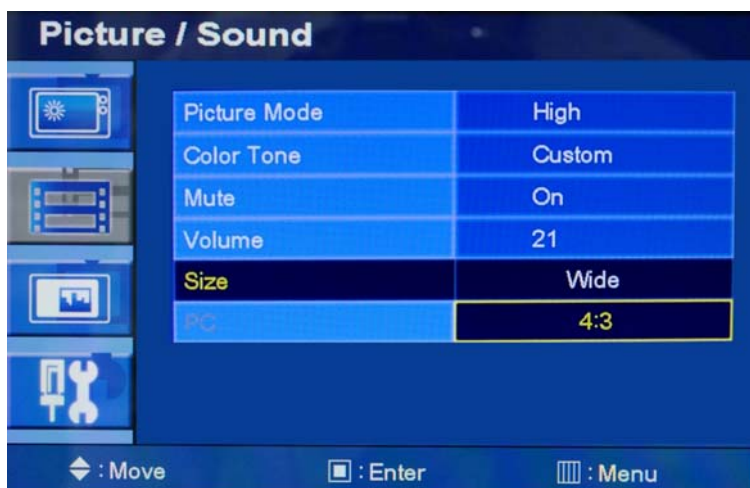 Picture / Sound
Picture Mode High
Color Tone Custom
Mute On
Volume 21
Size Wide
PC 4:3
: Move : Enter : Menu